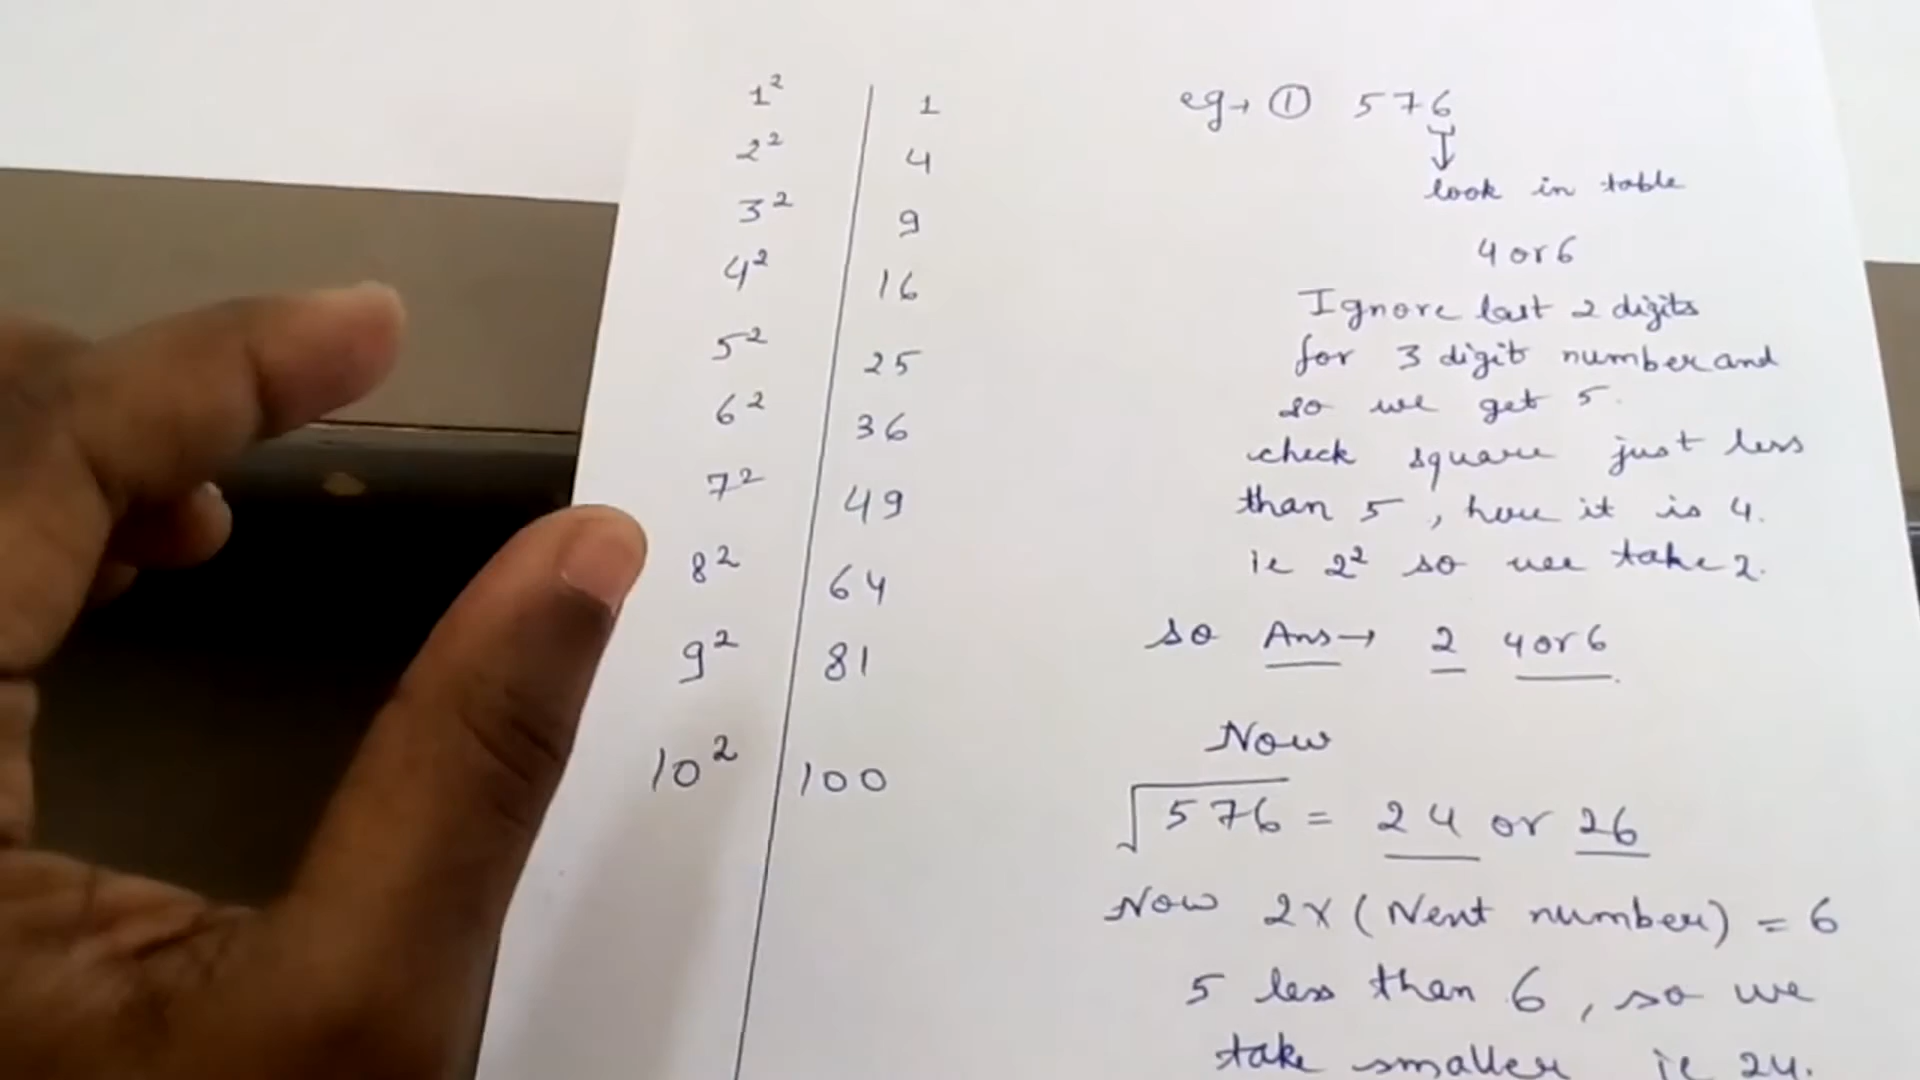 1² 1
2² 4
3² 9
4² 16
5² 25
6² 36
7² 49
8² 64
9² 81
10² 100
eg→ ① 576
↓
look in table
4 or 6
Ignore last 2 digits
for 3 digit number and
so we get 5.
check square just less
than 5, here it is 4.
ie 2² so we take 2.
so Ans→ 2 4 or 6
Now
√576 = 24 or 26
Now 2x (Next number) = 6
5 less than 6, so we
take smaller ie 24.